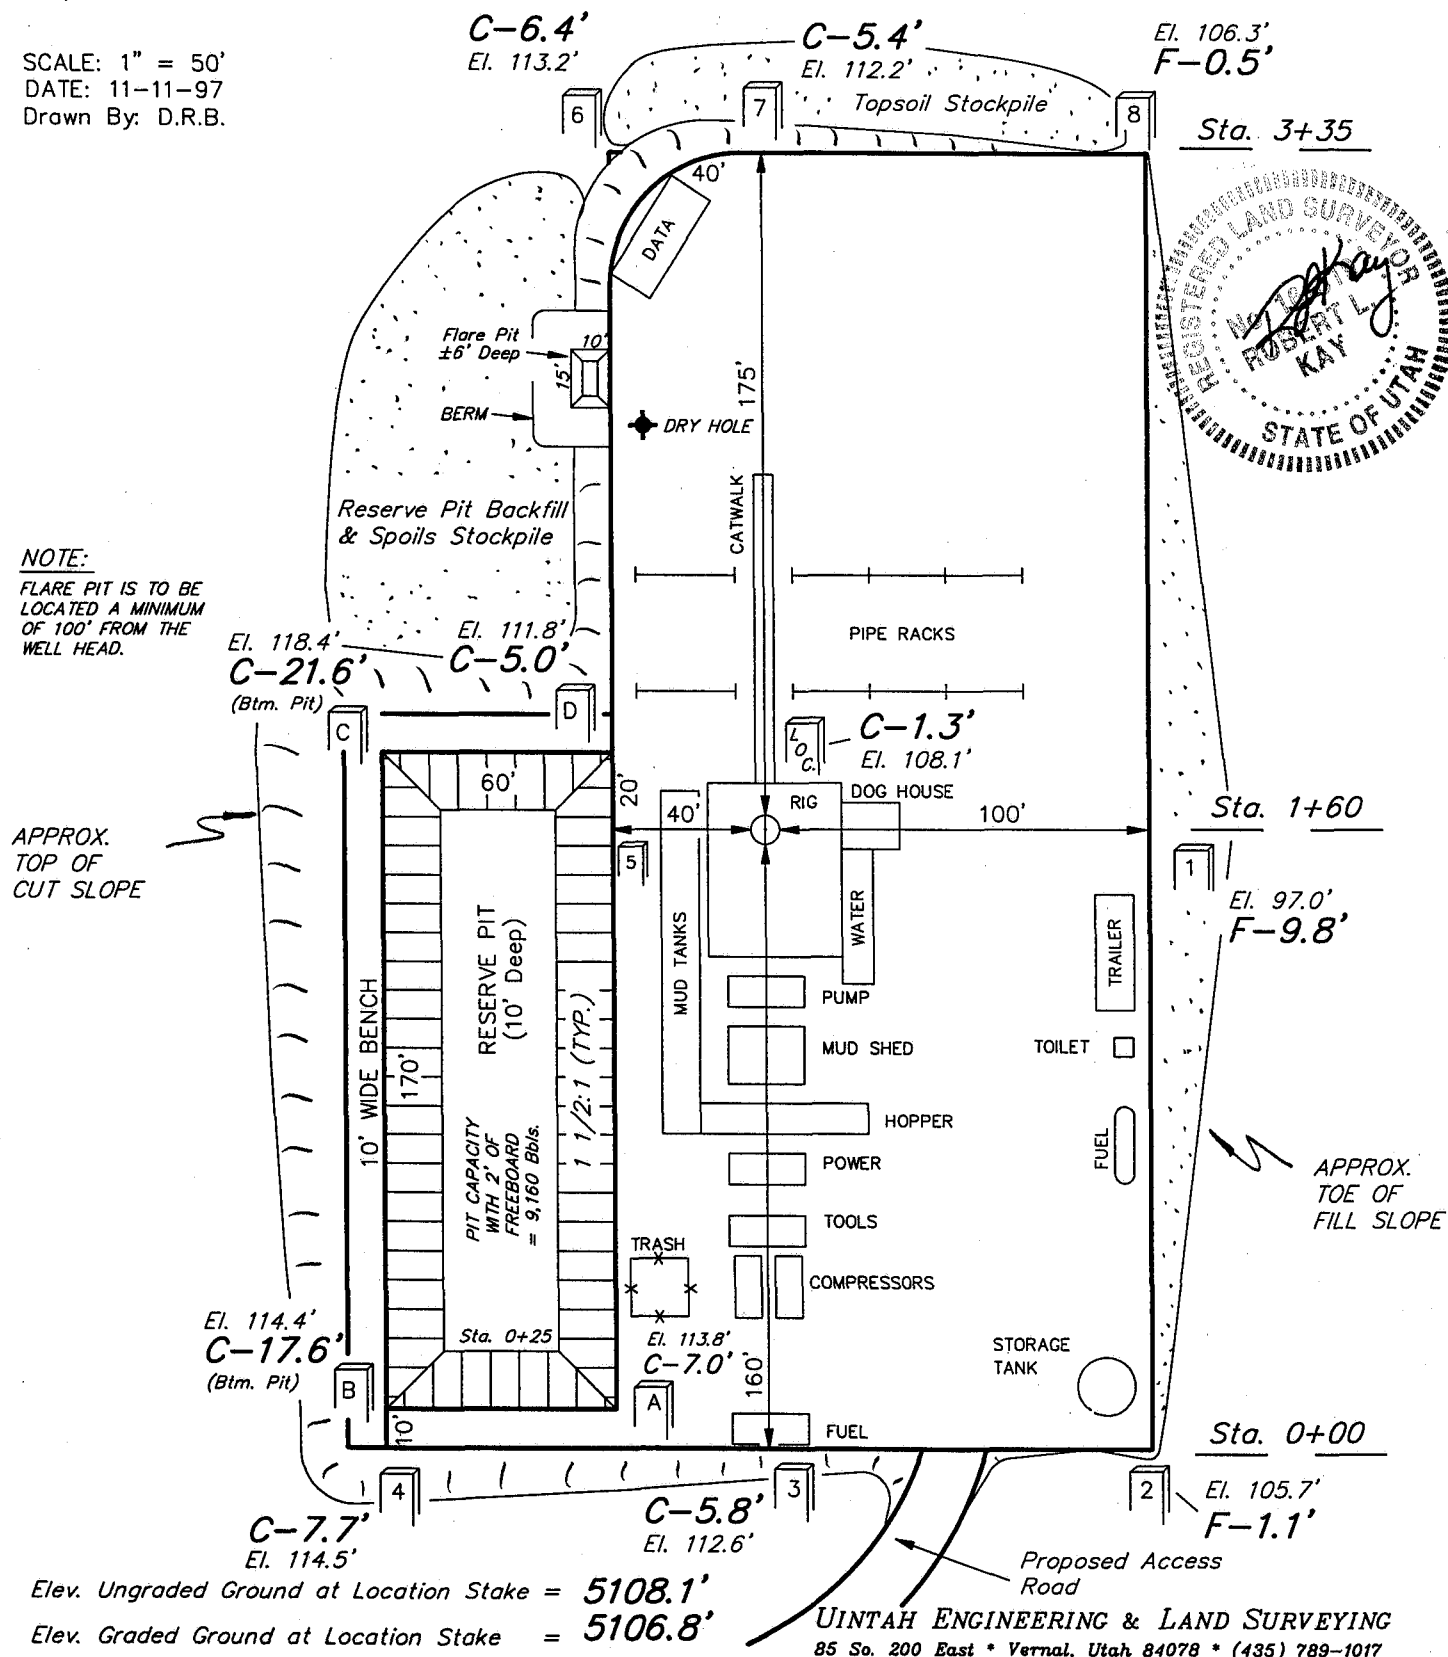 SCALE: 1" = 50'
DATE: 11-11-97
Drawn By: D.R.B.
C-6.4'
El. 113.2'
C-5.4'
El. 112.2'
El. 106.3'
F-0.5'
6
7
8
Topsoil Stockpile
Sta. 3+35
REGISTERED LAND SURVEYOR
ROBERT L.
KAY
STATE OF UTAH
40'
DATA
175'
Flare Pit
±6' Deep
10'
15'
BERM
DRY HOLE
CATWALK
Reserve Pit Backfill
& Spoils Stockpile
NOTE:
FLARE PIT IS TO BE
LOCATED A MINIMUM
OF 100' FROM THE
WELL HEAD.
PIPE RACKS
El. 118.4'
C-21.6'
(Btm. Pit)
El. 111.8'
C-5.0'
C
D
LOC.
C-1.3'
El. 108.1'
60'
20'
RIG
DOG HOUSE
40'
100'
Sta. 1+60
5
1
El. 97.0'
F-9.8'
APPROX.
TOP OF
CUT SLOPE
10' WIDE BENCH
170'
RESERVE PIT
(10' Deep)
PIT CAPACITY
WITH 2' OF
FREEBOARD
= 9,160 Bbls.
1 1/2:1 (TYP.)
MUD TANKS
WATER
TRAILER
PUMP
MUD SHED
TOILET
HOPPER
FUEL
POWER
TOOLS
APPROX.
TOE OF
FILL SLOPE
TRASH
COMPRESSORS
El. 114.4'
C-17.6'
(Btm. Pit)
Sta. 0+25
El. 113.8'
C-7.0'
160'
STORAGE
TANK
B
A
10'
FUEL
Sta. 0+00
4
3
2
C-7.7'
El. 114.5'
C-5.8'
El. 112.6'
El. 105.7'
F-1.1'
Proposed Access
Road
Elev. Ungraded Ground at Location Stake = 5108.1'
Elev. Graded Ground at Location Stake = 5106.8'
UINTAH ENGINEERING & LAND SURVEYING
85 So. 200 East * Vernal, Utah 84078 * (435) 789-1017